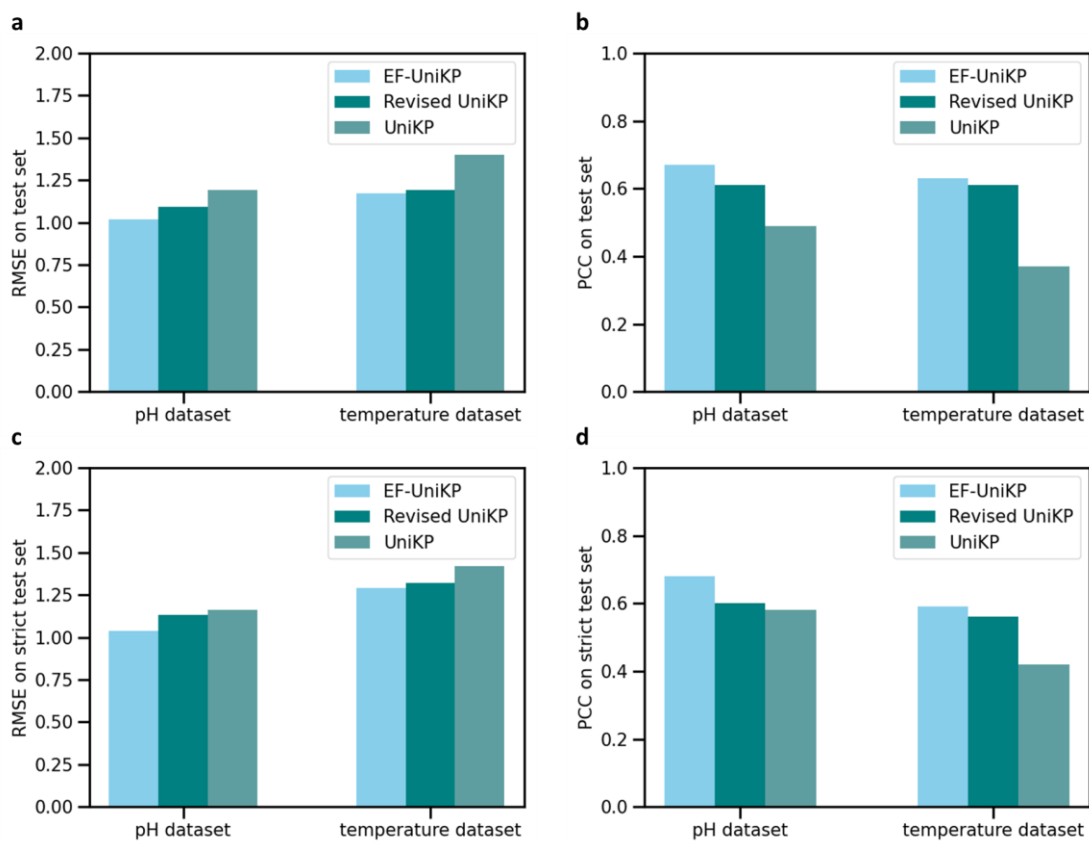 a
2.00
1.75
1.50
1.25
1.00
0.75
0.50
0.25
0.00
RMSE on test set
EF-UniKP
Revised UniKP
UniKP
pH dataset
temperature dataset
b
1.0
0.8
0.6
0.4
0.2
0.0
PCC on test set
EF-UniKP
Revised UniKP
UniKP
pH dataset
temperature dataset
c
2.00
1.75
1.50
1.25
1.00
0.75
0.50
0.25
0.00
RMSE on strict test set
EF-UniKP
Revised UniKP
UniKP
pH dataset
temperature dataset
d
1.0
0.8
0.6
0.4
0.2
0.0
PCC on strict test set
EF-UniKP
Revised UniKP
UniKP
pH dataset
temperature dataset